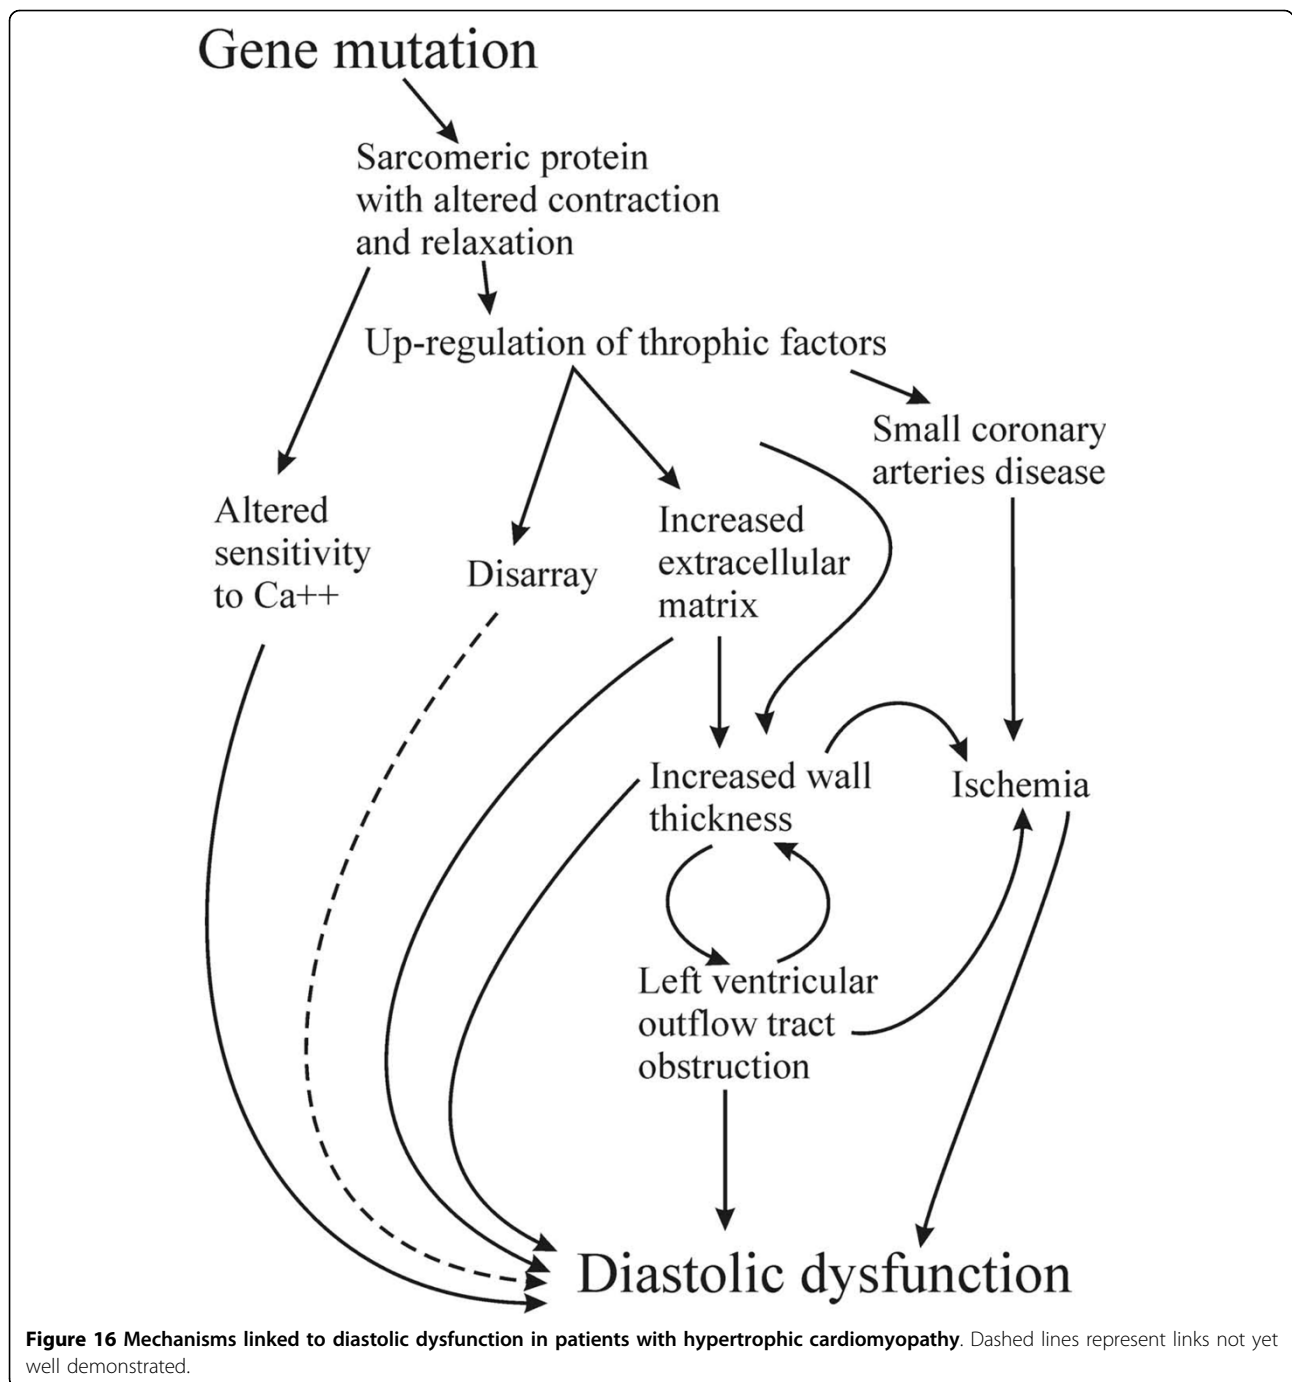 Gene mutation
Sarcomeric protein
with altered contraction
and relaxation
Up-regulation of throphic factors
Small coronary
arteries disease
Altered
sensitivity
to Ca++
Disarray
Increased
extracellular
matrix
Increased wall
thickness
Ischemia
Left ventricular
outflow tract
obstruction
Diastolic dysfunction
Figure 16 Mechanisms linked to diastolic dysfunction in patients with hypertrophic cardiomyopathy. Dashed lines represent links not yet
well demonstrated.